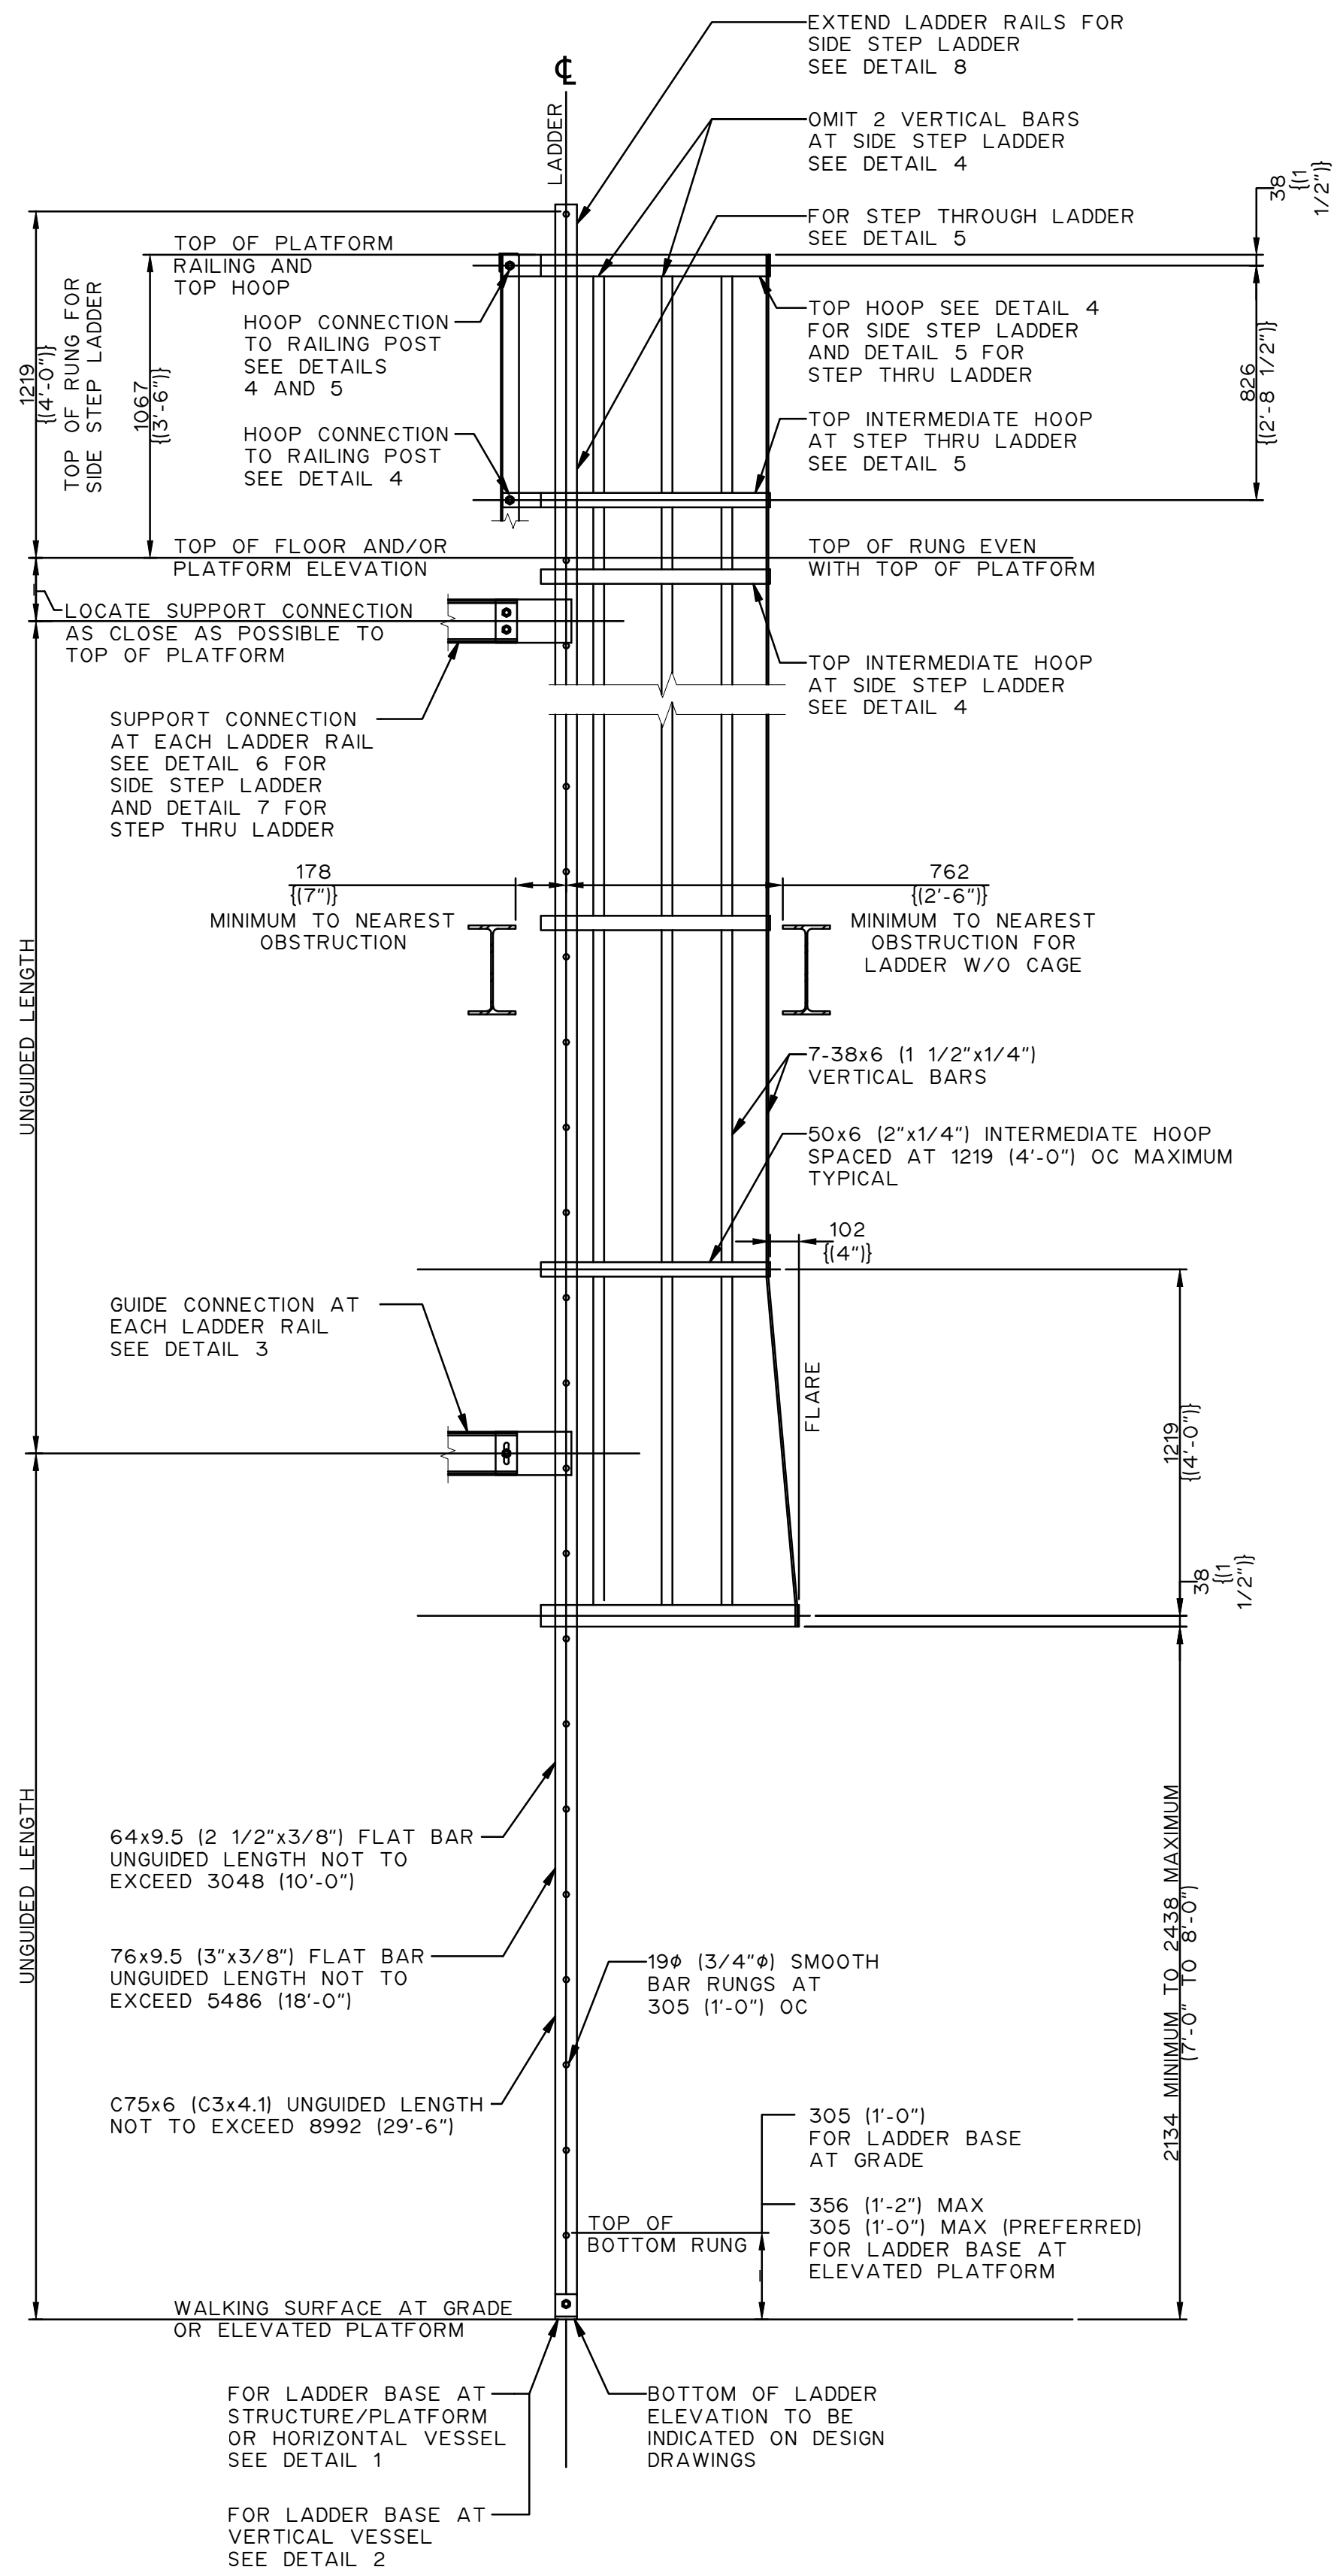 EXTEND LADDER RAILS FOR
SIDE STEP LADDER
SEE DETAIL 8
℄
LADDER
OMIT 2 VERTICAL BARS
AT SIDE STEP LADDER
SEE DETAIL 4
38
{(1
1/2")}
FOR STEP THROUGH LADDER
SEE DETAIL 5
TOP OF PLATFORM
RAILING AND
TOP HOOP
1219
{(4'-0")}
TOP OF RUNG FOR
SIDE STEP LADDER
1067
{(3'-6")}
HOOP CONNECTION
TO RAILING POST
SEE DETAILS
4 AND 5
TOP HOOP SEE DETAIL 4
FOR SIDE STEP LADDER
AND DETAIL 5 FOR
STEP THRU LADDER
826
{(2'-8 1/2")}
HOOP CONNECTION
TO RAILING POST
SEE DETAIL 4
TOP INTERMEDIATE HOOP
AT STEP THRU LADDER
SEE DETAIL 5
TOP OF FLOOR AND/OR
PLATFORM ELEVATION
TOP OF RUNG EVEN
WITH TOP OF PLATFORM
LOCATE SUPPORT CONNECTION
AS CLOSE AS POSSIBLE TO
TOP OF PLATFORM
TOP INTERMEDIATE HOOP
AT SIDE STEP LADDER
SEE DETAIL 4
SUPPORT CONNECTION
AT EACH LADDER RAIL
SEE DETAIL 6 FOR
SIDE STEP LADDER
AND DETAIL 7 FOR
STEP THRU LADDER
178
{(7")}
MINIMUM TO NEAREST
OBSTRUCTION
762
{(2'-6")}
MINIMUM TO NEAREST
OBSTRUCTION FOR
LADDER W/O CAGE
UNGUIDED LENGTH
7-38x6 (1 1/2"x1/4")
VERTICAL BARS
50x6 (2"x1/4") INTERMEDIATE HOOP
SPACED AT 1219 (4'-0") OC MAXIMUM
TYPICAL
102
{(4")}
GUIDE CONNECTION AT
EACH LADDER RAIL
SEE DETAIL 3
FLARE
1219
{(4'-0")}
38
{(1
1/2")}
UNGUIDED LENGTH
64x9.5 (2 1/2"x3/8") FLAT BAR
UNGUIDED LENGTH NOT TO
EXCEED 3048 (10'-0")
76x9.5 (3"x3/8") FLAT BAR
UNGUIDED LENGTH NOT TO
EXCEED 5486 (18'-0")
19ø (3/4"ø) SMOOTH
BAR RUNGS AT
305 (1'-0") OC
2134 MINIMUM TO 2438 MAXIMUM
(7'-0" TO 8'-0")
C75x6 (C3x4.1) UNGUIDED LENGTH
NOT TO EXCEED 8992 (29'-6")
305 (1'-0")
FOR LADDER BASE
AT GRADE
356 (1'-2") MAX
305 (1'-0") MAX (PREFERRED)
FOR LADDER BASE AT
ELEVATED PLATFORM
TOP OF
BOTTOM RUNG
WALKING SURFACE AT GRADE
OR ELEVATED PLATFORM
FOR LADDER BASE AT
STRUCTURE/PLATFORM
OR HORIZONTAL VESSEL
SEE DETAIL 1
BOTTOM OF LADDER
ELEVATION TO BE
INDICATED ON DESIGN
DRAWINGS
FOR LADDER BASE AT
VERTICAL VESSEL
SEE DETAIL 2